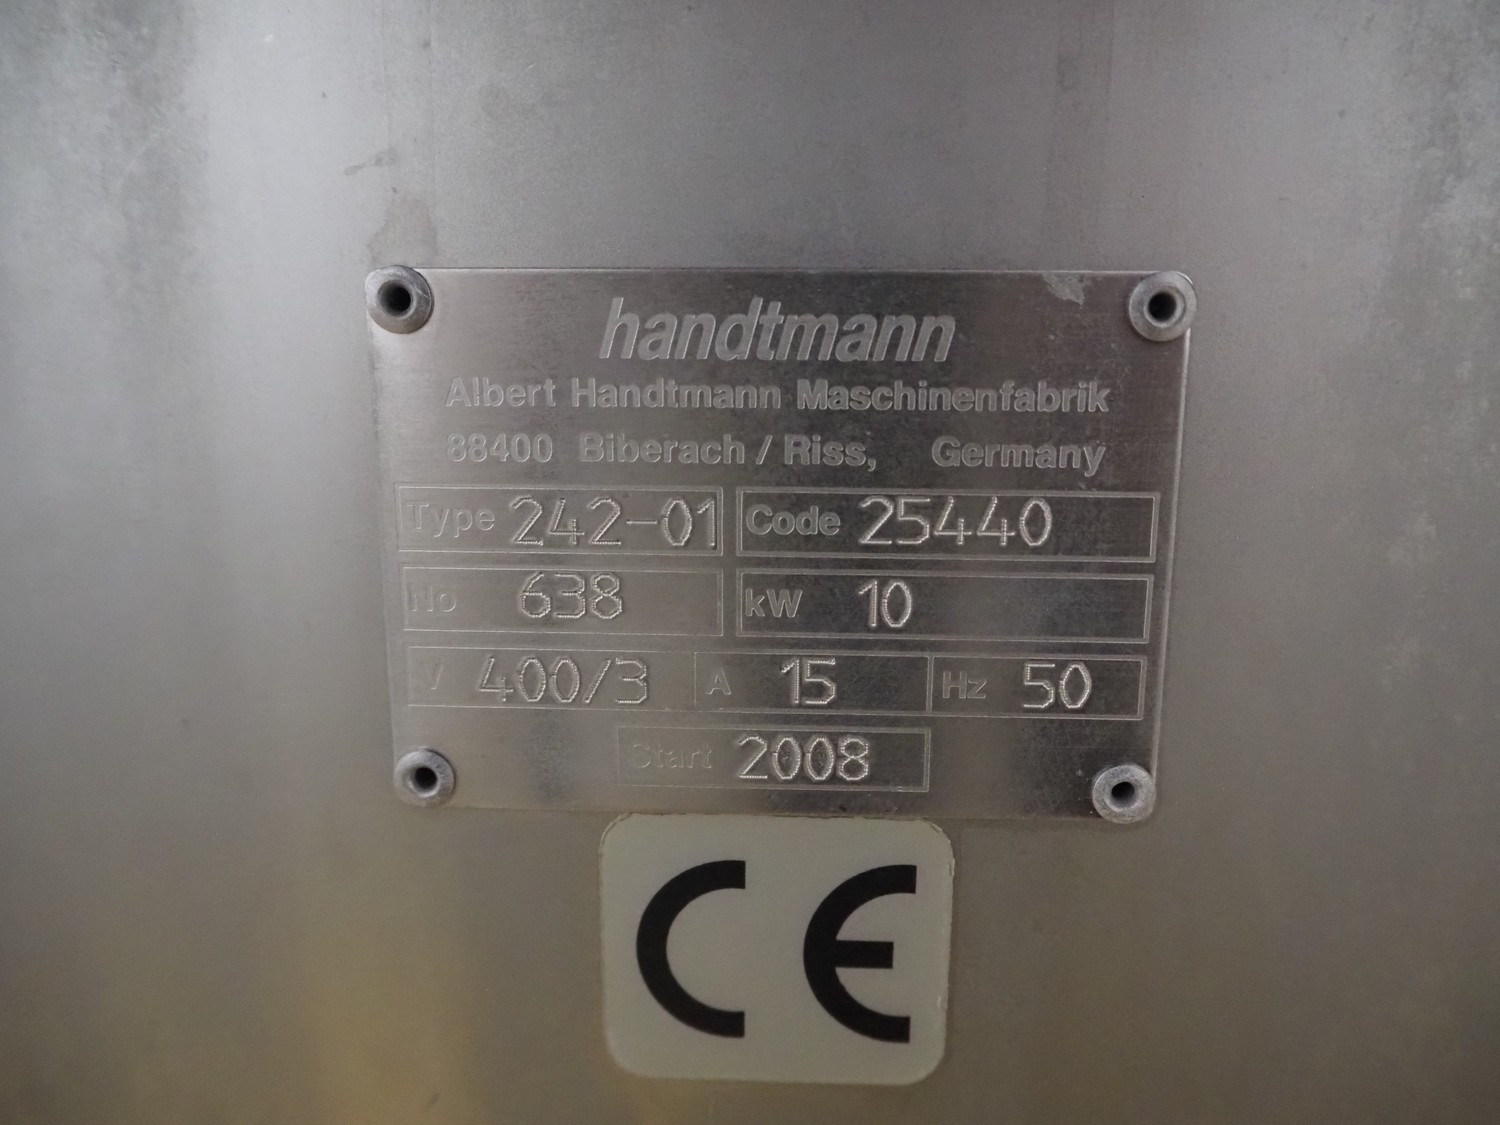 handtmann
Albert Handtmann Maschinenfabrik
88400 Biberach / Riss, Germany
Type 242-01 Code 25440
No 638 kW 10
V 400/3 A 15 Hz 50
Start 2008
CE